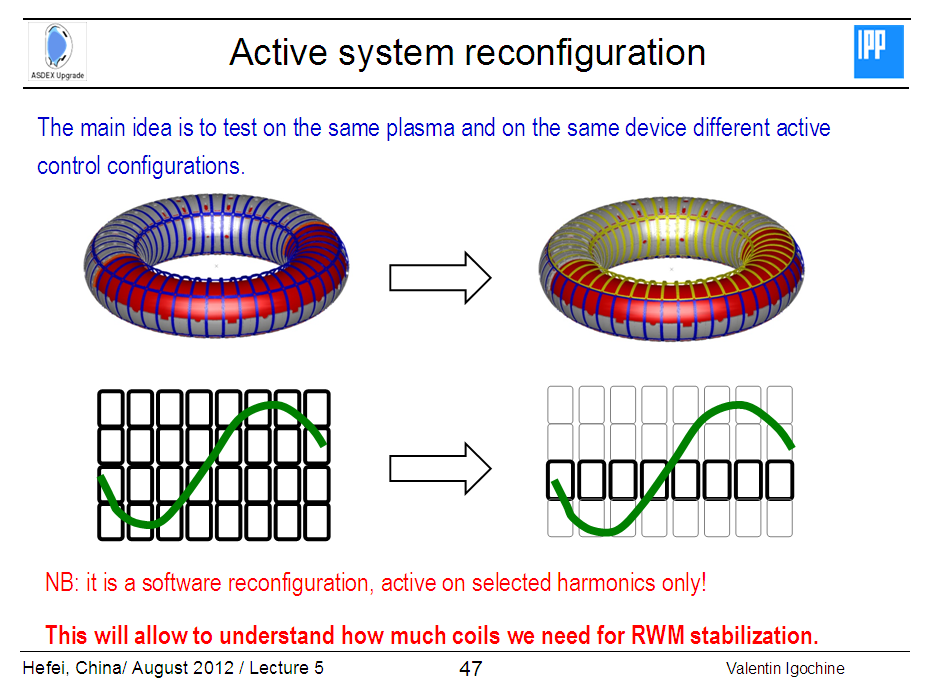 ASDEX Upgrade
Active system reconfiguration
IPP
The main idea is to test on the same plasma and on the same device different active
control configurations.
NB: it is a software reconfiguration, active on selected harmonics only!
This will allow to understand how much coils we need for RWM stabilization.
Hefei, China/ August 2012 / Lecture 5
47
Valentin Igochine